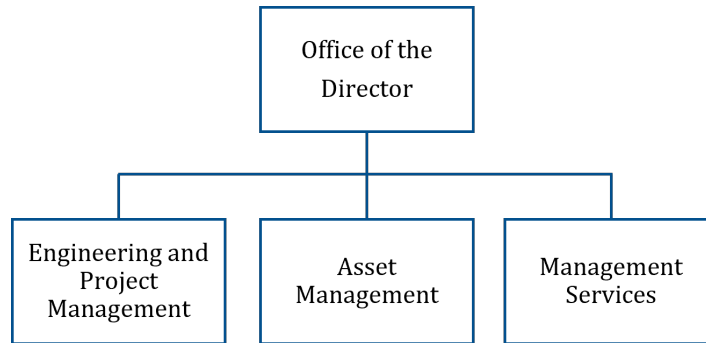 Office of the
Director
Engineering and
Project
Management
Asset
Management
Management
Services